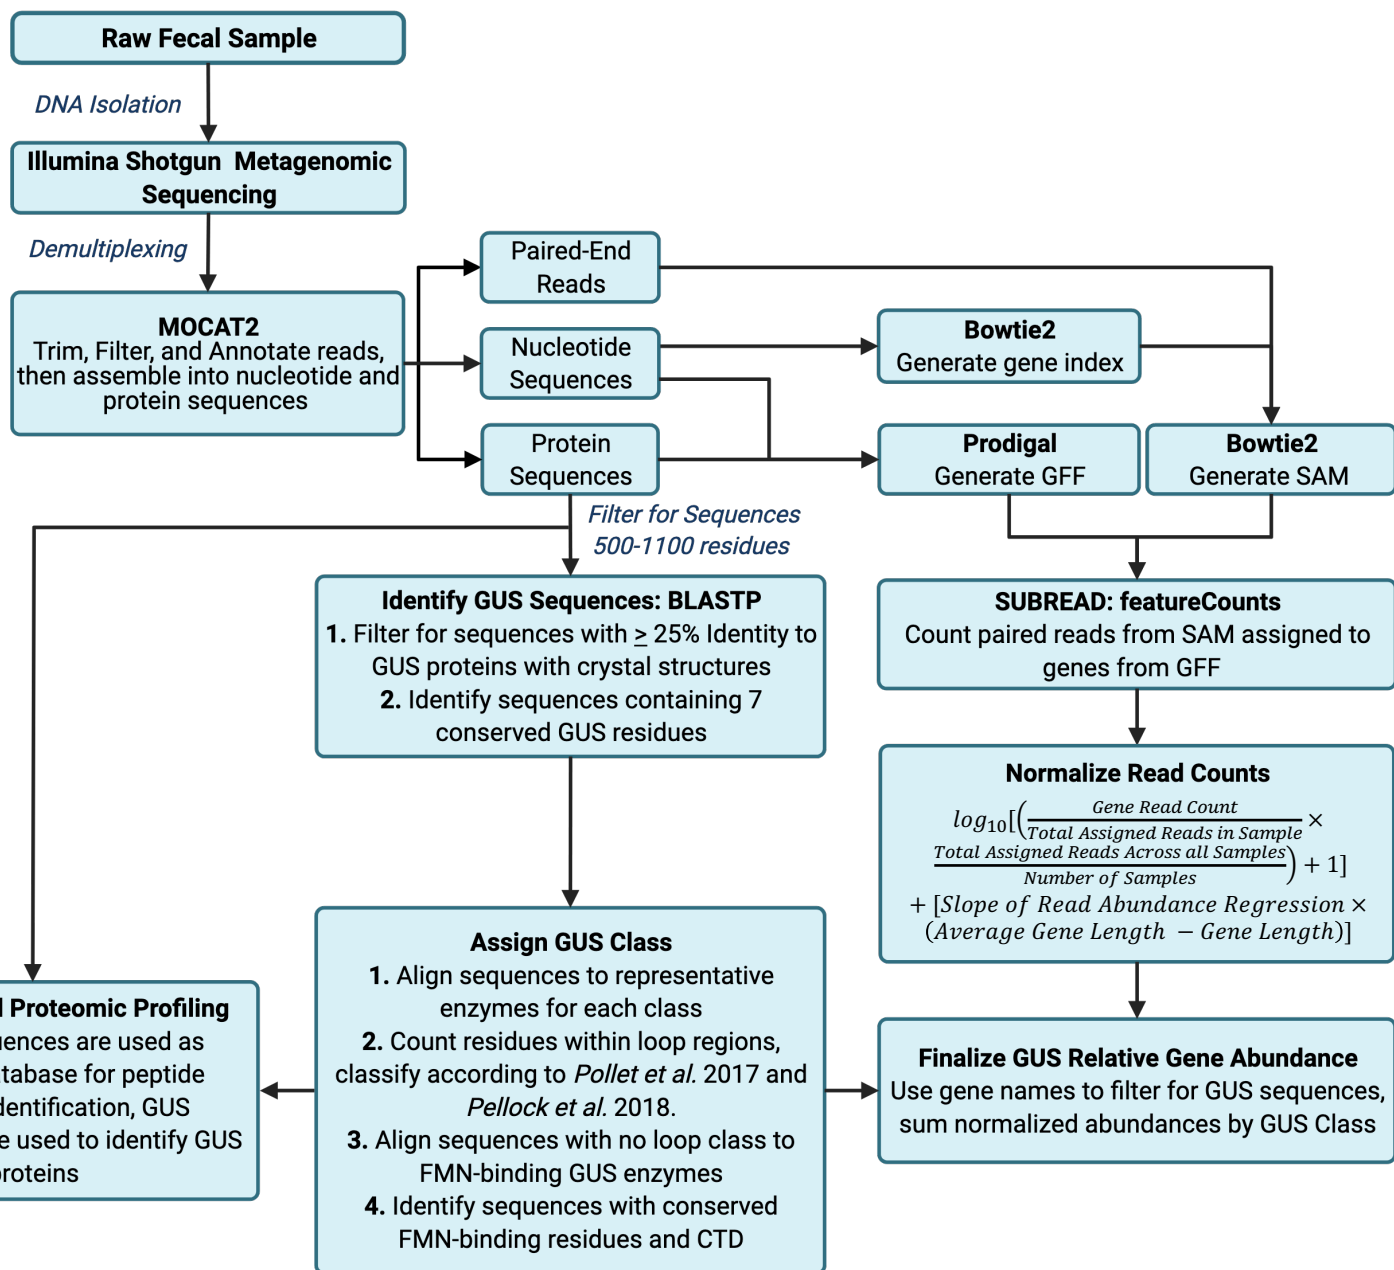 Raw Fecal Sample
DNA Isolation
Illumina Shotgun Metagenomic
Sequencing
Demultiplexing
MOCAT2
Trim, Filter, and Annotate reads,
then assemble into nucleotide and
protein sequences
Paired-End
Reads
Nucleotide
Sequences
Protein
Sequences
Bowtie2
Generate gene index
Prodigal
Generate GFF
Bowtie2
Generate SAM
Filter for Sequences
500-1100 residues
Identify GUS Sequences: BLASTP
1. Filter for sequences with ≥ 25% Identity to
GUS proteins with crystal structures
2. Identify sequences containing 7
conserved GUS residues
SUBREAD: featureCounts
Count paired reads from SAM assigned to
genes from GFF
Normalize Read Counts
log₁₀[(Gene Read Count / Total Assigned Reads in Sample ×
Total Assigned Reads Across all Samples / Number of Samples) + 1]
+ [Slope of Read Abundance Regression ×
(Average Gene Length − Gene Length)]
Assign GUS Class
1. Align sequences to representative
enzymes for each class
2. Count residues within loop regions,
classify according to Pollet et al. 2017 and
Pellock et al. 2018.
3. Align sequences with no loop class to
FMN-binding GUS enzymes
4. Identify sequences with conserved
FMN-binding residues and CTD
Proteomic Profiling
are used as
for peptide
GUS
used to identify GUS
Finalize GUS Relative Gene Abundance
Use gene names to filter for GUS sequences,
sum normalized abundances by GUS Class